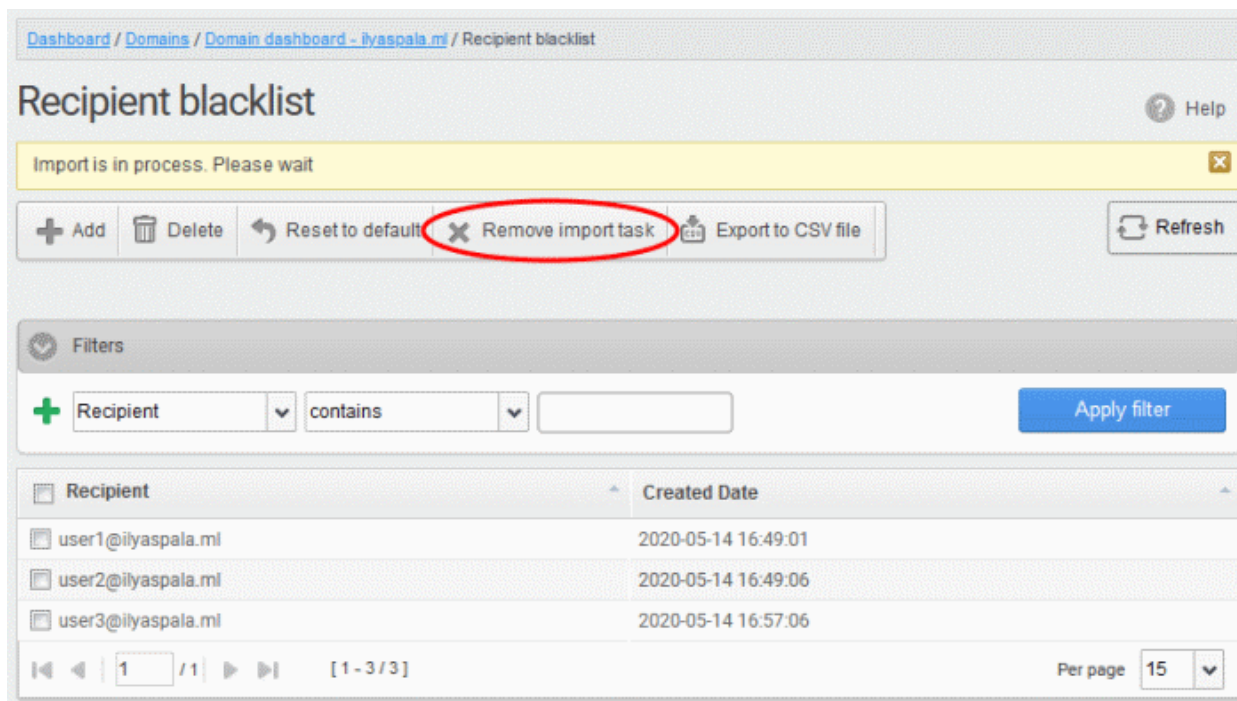 Dashboard / Domains / Domain dashboard - ilyaspala.ml / Recipient blacklist
Recipient blacklist
Help
Import is in process. Please wait
Add Delete Reset to default Remove import task Export to CSV file Refresh
Filters
Recipient contains Apply filter
Recipient Created Date
user1@ilyaspala.ml 2020-05-14 16:49:01
user2@ilyaspala.ml 2020-05-14 16:49:06
user3@ilyaspala.ml 2020-05-14 16:57:06
1 / 1 [ 1 - 3 / 3 ] Per page 15